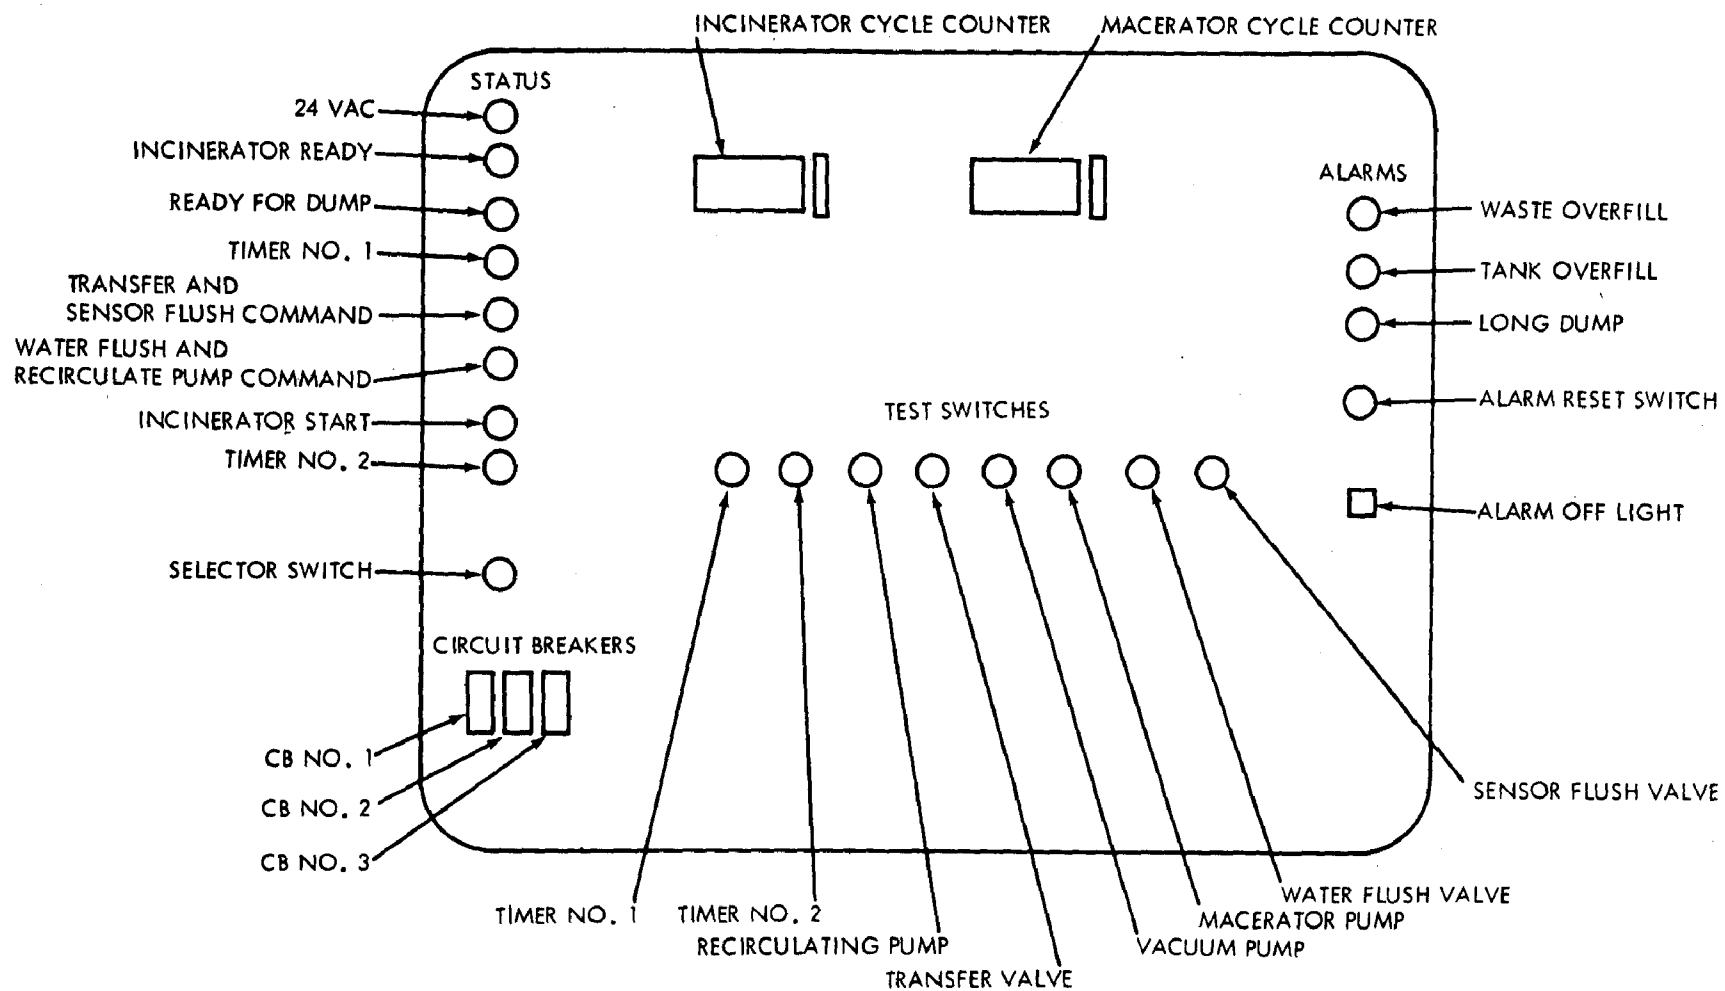 INCINERATOR CYCLE COUNTER
MACERATOR CYCLE COUNTER
STATUS
24 VAC
INCINERATOR READY
READY FOR DUMP
TIMER NO. 1
TRANSFER AND
SENSOR FLUSH COMMAND
WATER FLUSH AND
RECIRCULATE PUMP COMMAND
INCINERATOR START
TIMER NO. 2
SELECTOR SWITCH
CIRCUIT BREAKERS
CB NO. 1
CB NO. 2
CB NO. 3
ALARMS
WASTE OVERFILL
TANK OVERFILL
LONG DUMP
ALARM RESET SWITCH
ALARM OFF LIGHT
TEST SWITCHES
TIMER NO. 1
TIMER NO. 2
RECIRCULATING PUMP
TRANSFER VALVE
VACUUM PUMP
MACERATOR PUMP
WATER FLUSH VALVE
SENSOR FLUSH VALVE